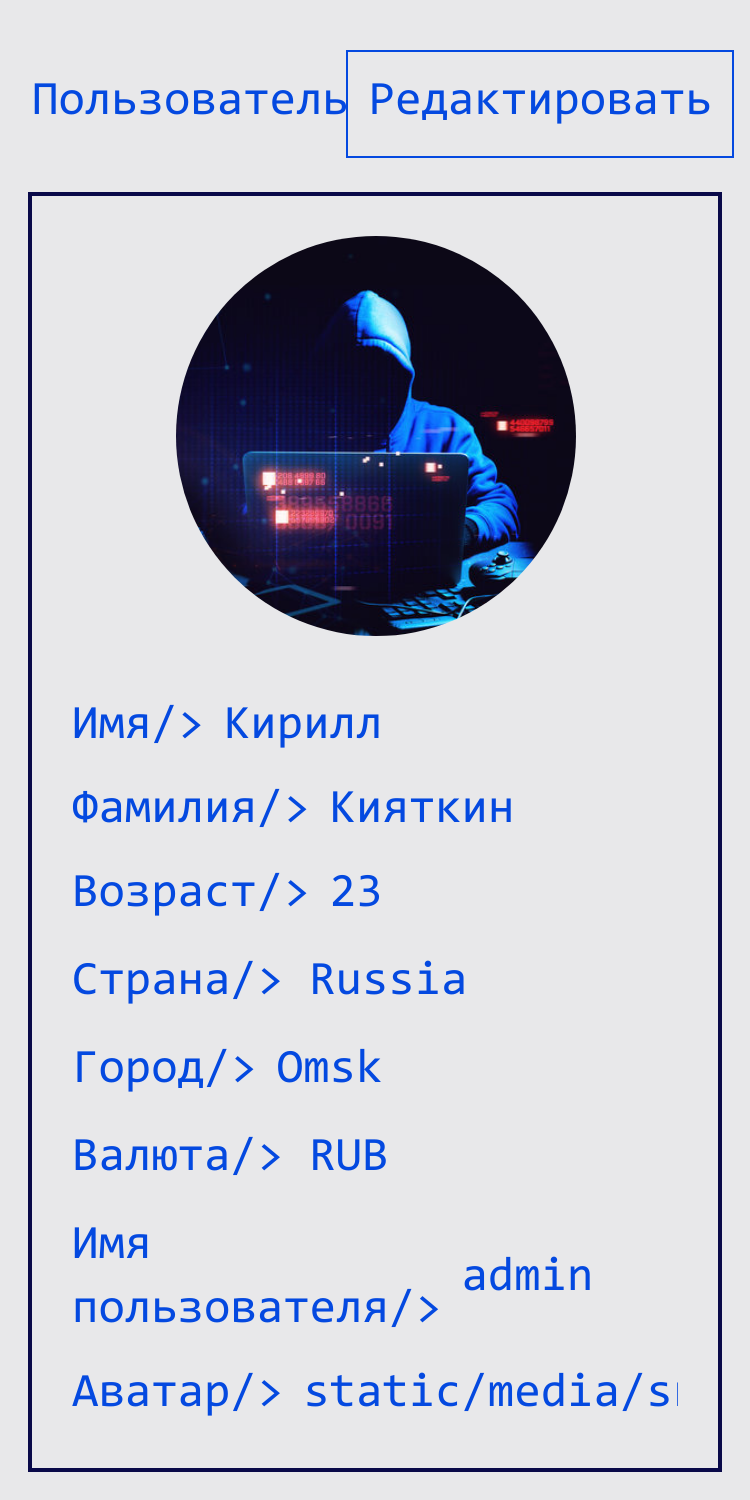 Пользователь Редактировать
Имя/> Кирилл
Фамилия/> Кияткин
Возраст/> 23
Страна/> Russia
Город/> Omsk
Валюта/> RUB
Имя
пользователя/> admin
Аватар/> static/media/s